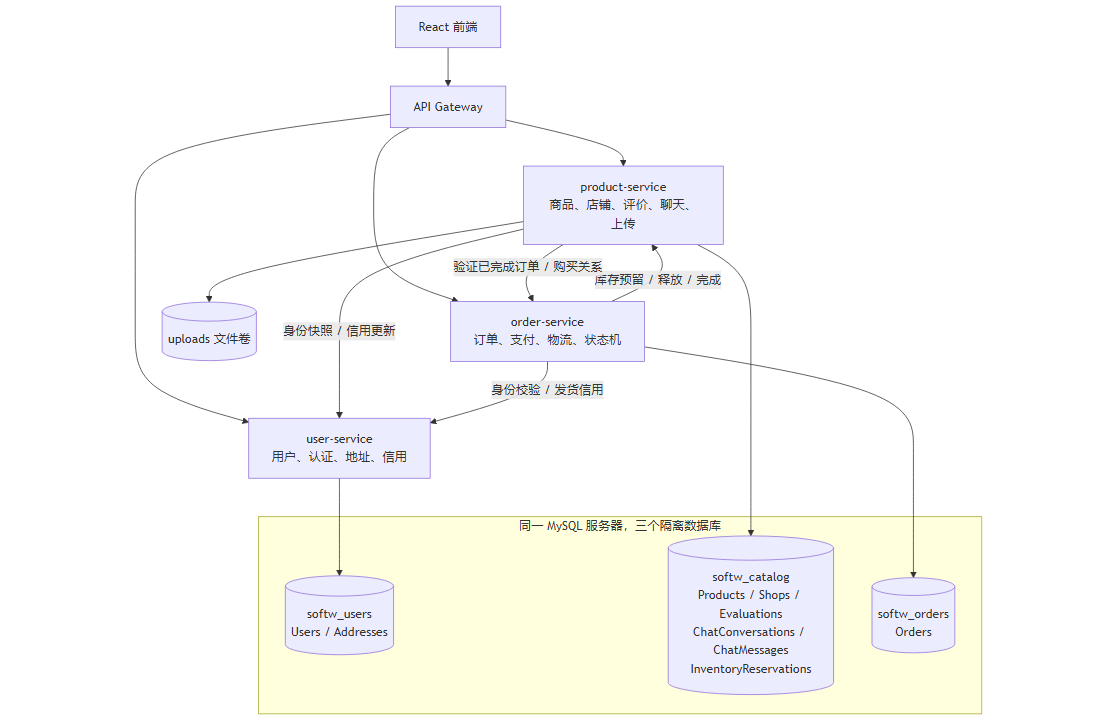 React 前端
API Gateway
product-service
商品、店铺、评价、聊天、
上传
验证已完成订单 / 购买关系
库存预留 / 释放 / 完成
uploads 文件卷
身份快照 / 信用更新
order-service
订单、支付、物流、状态机
身份校验 / 发货信用
user-service
用户、认证、地址、信用
同一 MySQL 服务器，三个隔离数据库
softw_users
Users / Addresses
softw_catalog
Products / Shops /
Evaluations
ChatConversations /
ChatMessages
InventoryReservations
softw_orders
Orders